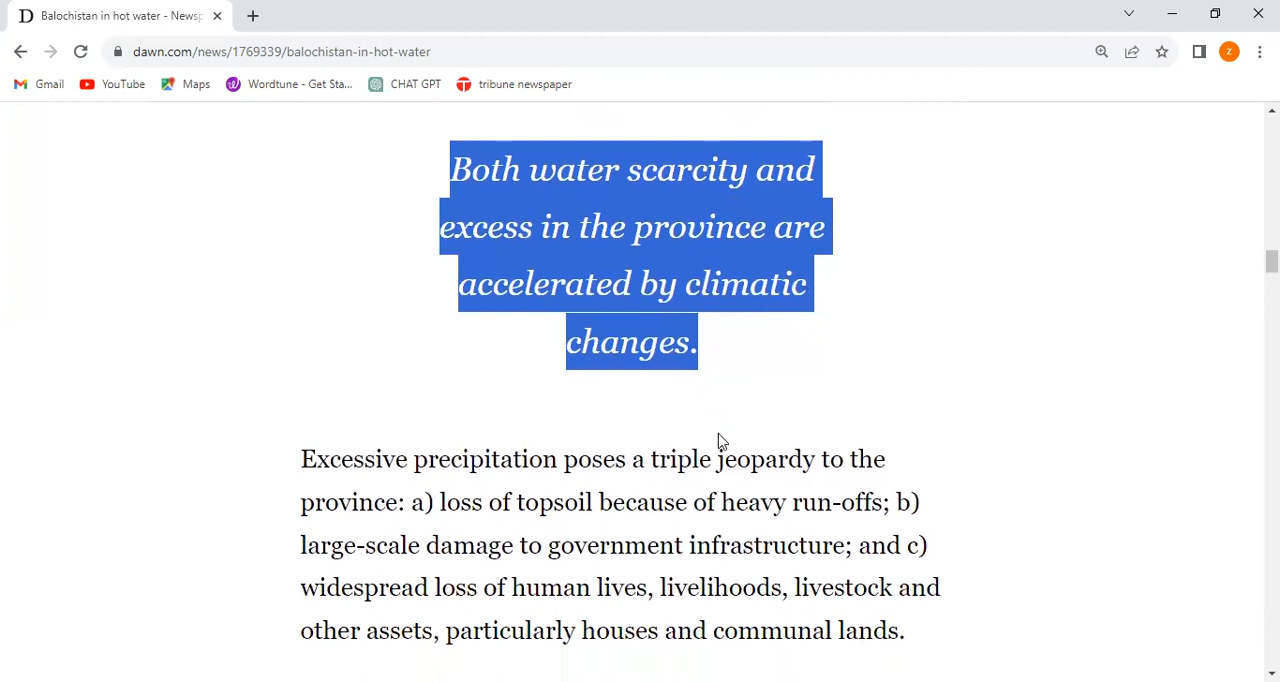 Balochistan in hot water - Newsp
dawn.com/news/1769339/balochistan-in-hot-water
Z
Gmail YouTube Maps Wordtune - Get Sta... CHAT GPT tribune newspaper
Both water scarcity and
excess in the province are
accelerated by climatic
changes.
Excessive precipitation poses a triple jeopardy to the
province: a) loss of topsoil because of heavy run-offs; b)
large-scale damage to government infrastructure; and c)
widespread loss of human lives, livelihoods, livestock and
other assets, particularly houses and communal lands.